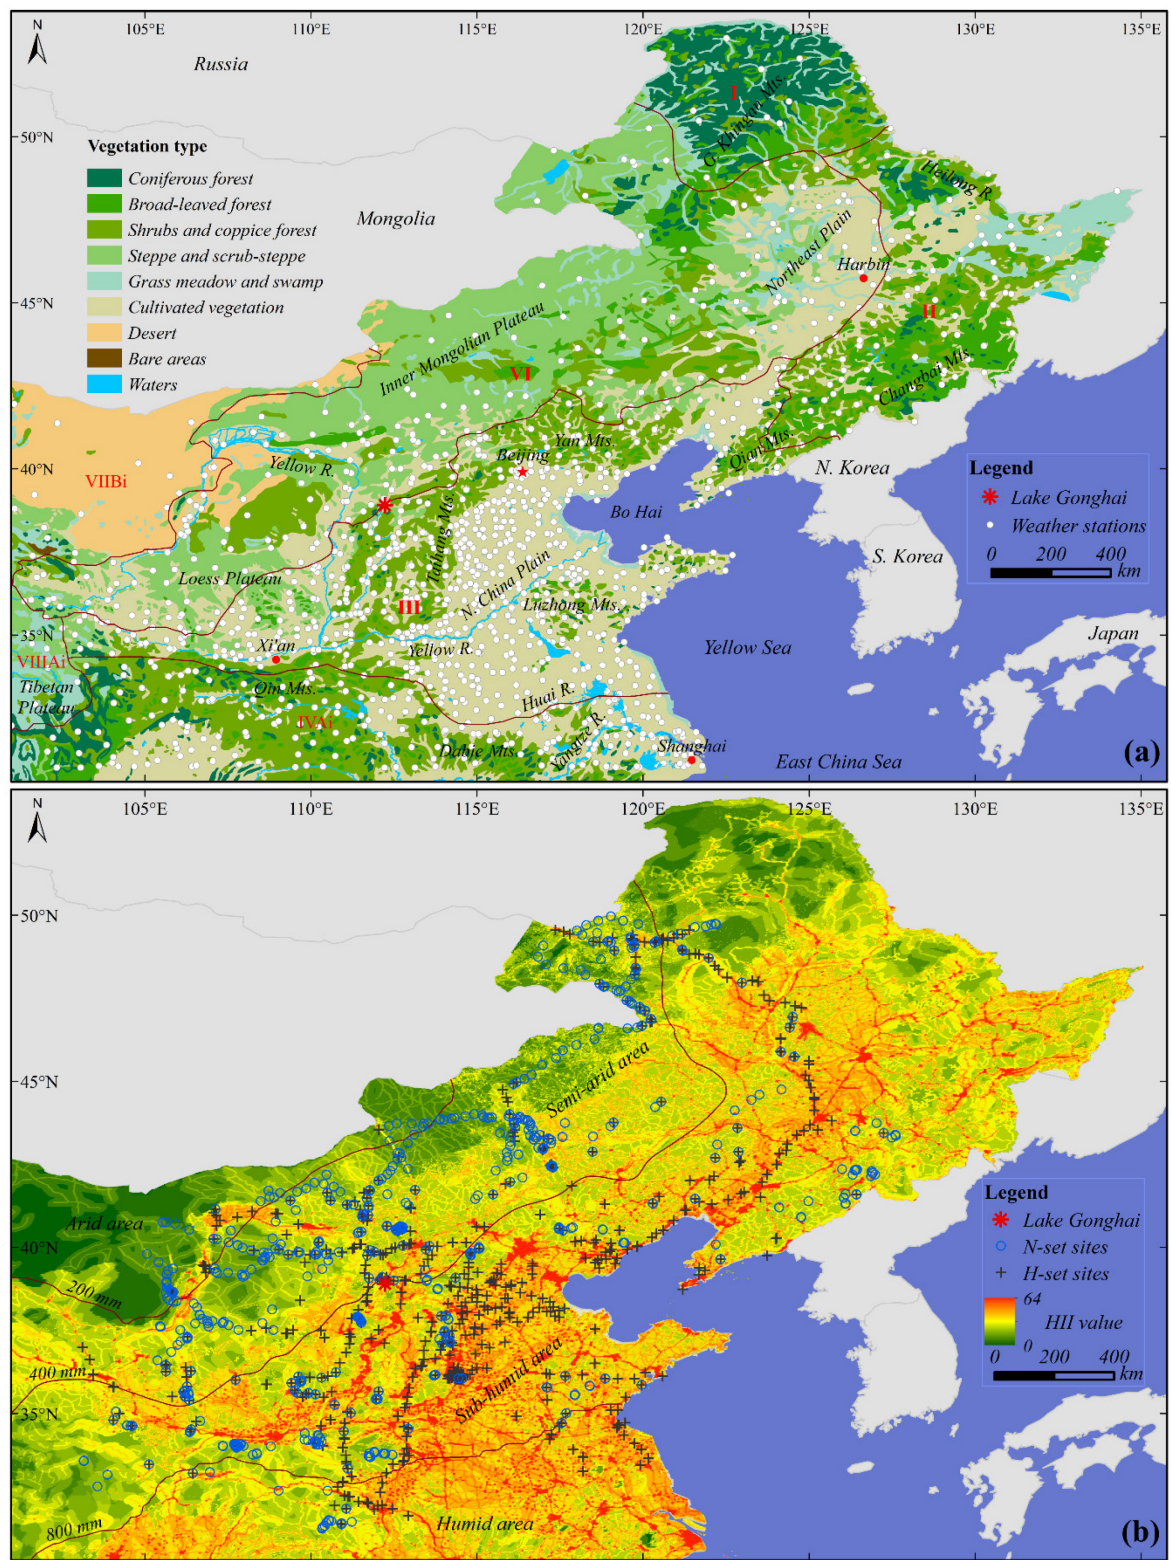 N
105°E
110°E
115°E
120°E
125°E
130°E
135°E
Russia
I
G. Khingan Mts.
50°N
Vegetation type
Coniferous forest
Broad-leaved forest
Shrubs and coppice forest
Steppe and scrub-steppe
Grass meadow and swamp
Cultivated vegetation
Desert
Bare areas
Waters
Heilong R.
Mongolia
Northeast Plain
Harbin
45°N
II
Inner Mongolian Plateau
VI
Changbai Mts.
Yan Mts.
Qian Mts.
Beijing
40°N
Yellow R.
VIIBi
N. Korea
Legend
Lake Gonghai
Weather stations
0 200 400
km
Bo Hai
Taihang Mts.
S. Korea
Loess Plateau
N. China Plain
III
Luzhong Mts.
35°N
Xi'an
Yellow R.
Yellow Sea
Japan
VIIIAi
Tibetan
Plateau
Qin Mts.
Huai R.
IVAi
Dabie Mts.
Yangtze R.
Shanghai
East China Sea
(a)
N
105°E
110°E
115°E
120°E
125°E
130°E
135°E
50°N
45°N
Semi-arid area
Arid area
40°N
200 mm
Legend
Lake Gonghai
N-set sites
H-set sites
64
HII value
0
0 200 400
km
400 mm
Sub-humid area
35°N
800 mm
Humid area
(b)